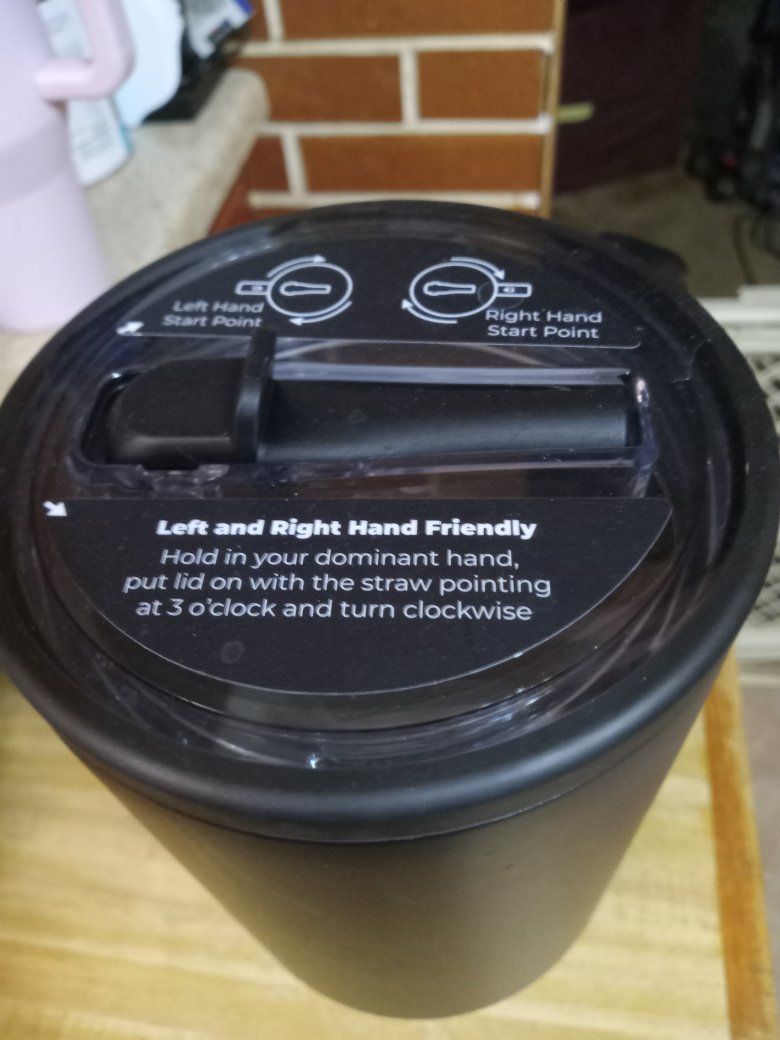 Left Hand
Start Point
Right Hand
Start Point
Left and Right Hand Friendly
Hold in your dominant hand,
put lid on with the straw pointing
at 3 o'clock and turn clockwise